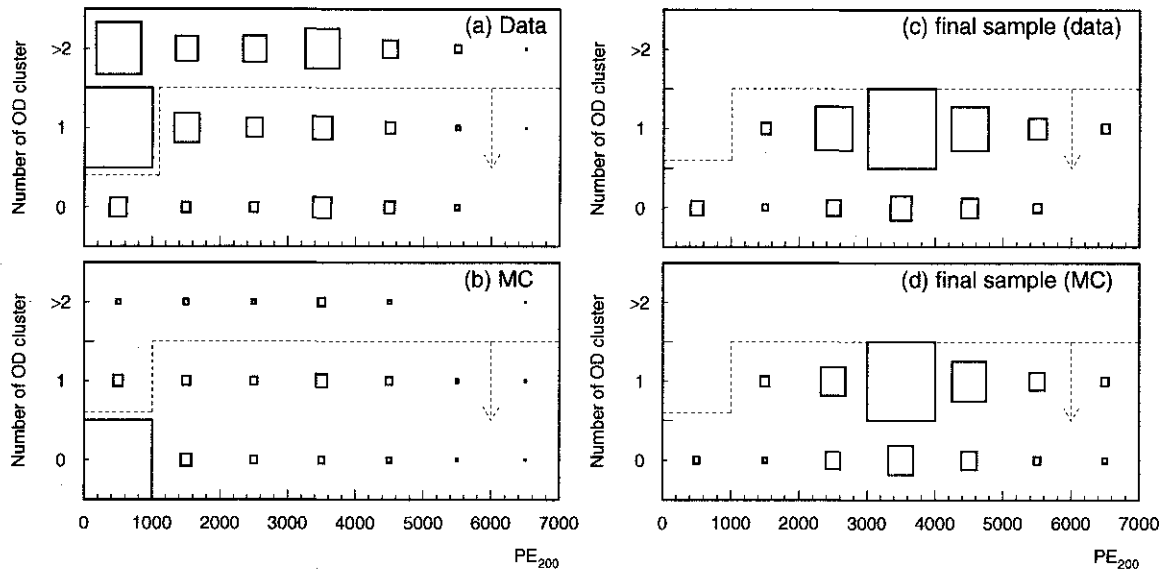 (a) Data
Number of OD cluster
>2
1
0
(b) MC
Number of OD cluster
>2
1
0
0 1000 2000 3000 4000 5000 6000 7000
PE200
(c) final sample (data)
Number of OD cluster
>2
1
0
(d) final sample (MC)
Number of OD cluster
>2
1
0
0 1000 2000 3000 4000 5000 6000 7000
PE200